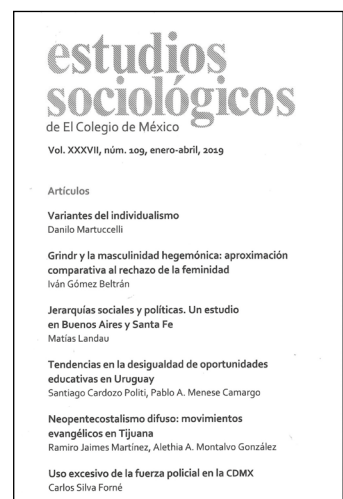 estudios
sociológicos
de El Colegio de México
Vol. XXXVII, núm. 109, enero-abril, 2019
Artículos
Variantes del individualismo
Danilo Martuccelli
Grindr y la masculinidad hegemónica: aproximación
comparativa al rechazo de la feminidad
Iván Gómez Beltrán
Jerarquías sociales y políticas. Un estudio
en Buenos Aires y Santa Fe
Matías Landau
Tendencias en la desigualdad de oportunidades
educativas en Uruguay
Santiago Cardozo Politi, Pablo A. Menese Camargo
Neopentecostalismo difuso: movimientos
evangélicos en Tijuana
Ramiro Jaimes Martínez, Alethia A. Montalvo González
Uso excesivo de la fuerza policial en la CDMX
Carlos Silva Forné